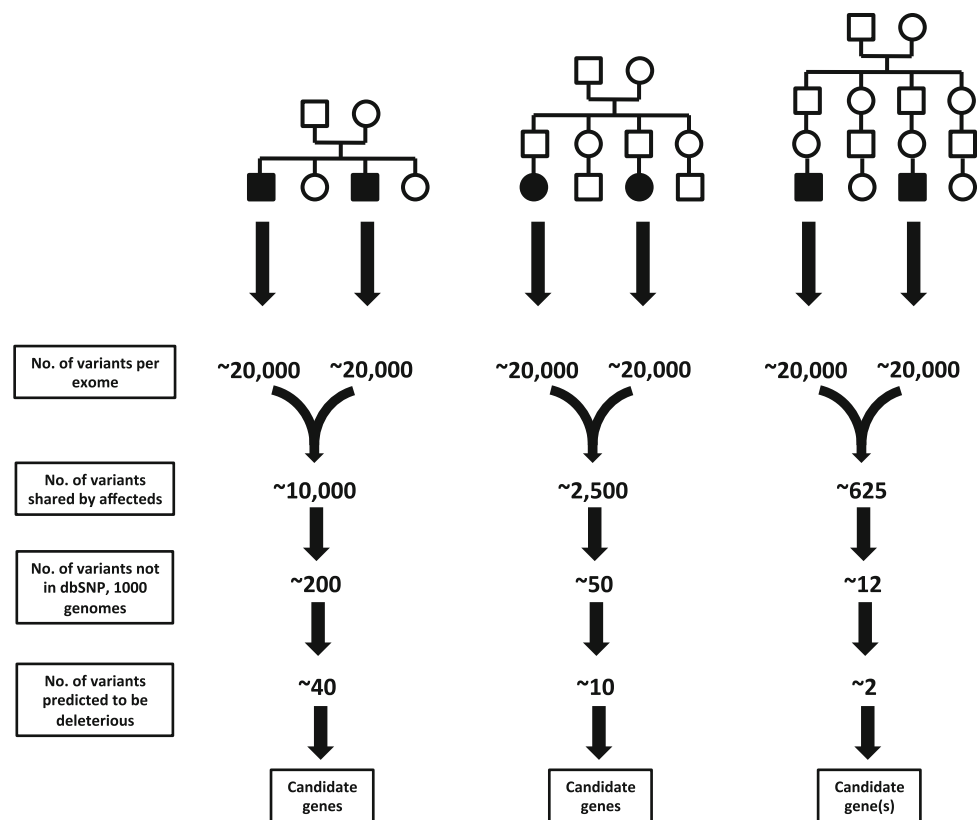 No. of variants per
exome
~20,000 ~20,000 ~20,000 ~20,000 ~20,000 ~20,000
No. of variants
shared by affecteds
~10,000 ~2,500 ~625
No. of variants not
in dbSNP, 1000
genomes
~200 ~50 ~12
No. of variants
predicted to be
deleterious
~40 ~10 ~2
Candidate
genes
Candidate
genes
Candidate
gene(s)